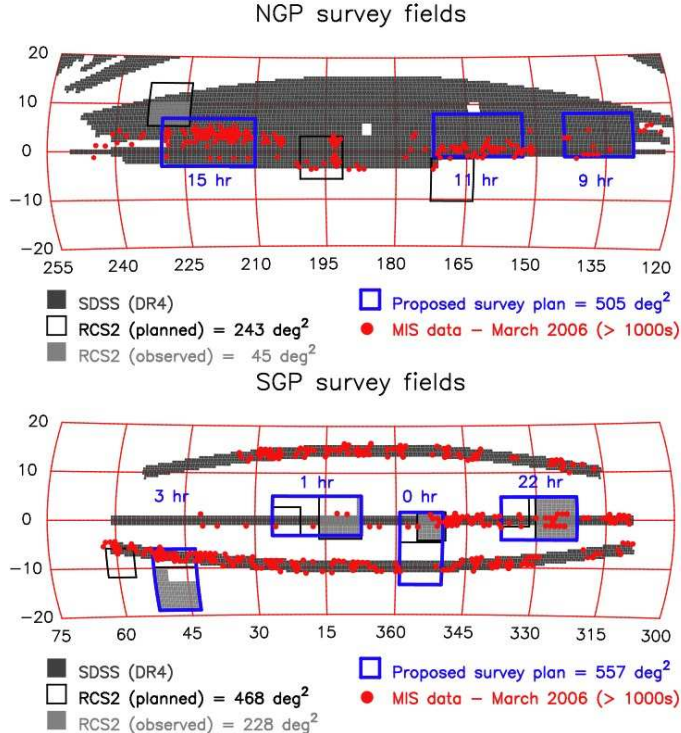 NGP survey fields
20
10
0
−10
−20
15 hr
11 hr
9 hr
255 240 225 210 195 180 165 150 135 120
SDSS (DR4)
RCS2 (planned) = 243 deg²
RCS2 (observed) = 45 deg²
Proposed survey plan = 505 deg²
MIS data − March 2006 (> 1000s)
SGP survey fields
20
10
0
−10
−20
3 hr
1 hr
0 hr
22 hr
75 60 45 30 15 360 345 330 315 300
SDSS (DR4)
RCS2 (planned) = 468 deg²
RCS2 (observed) = 228 deg²
Proposed survey plan = 557 deg²
MIS data − March 2006 (> 1000s)